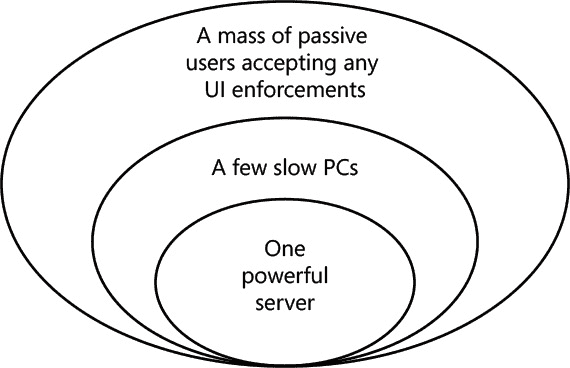 A mass of passive
users accepting any
UI enforcements
A few slow PCs
One
powerful
server